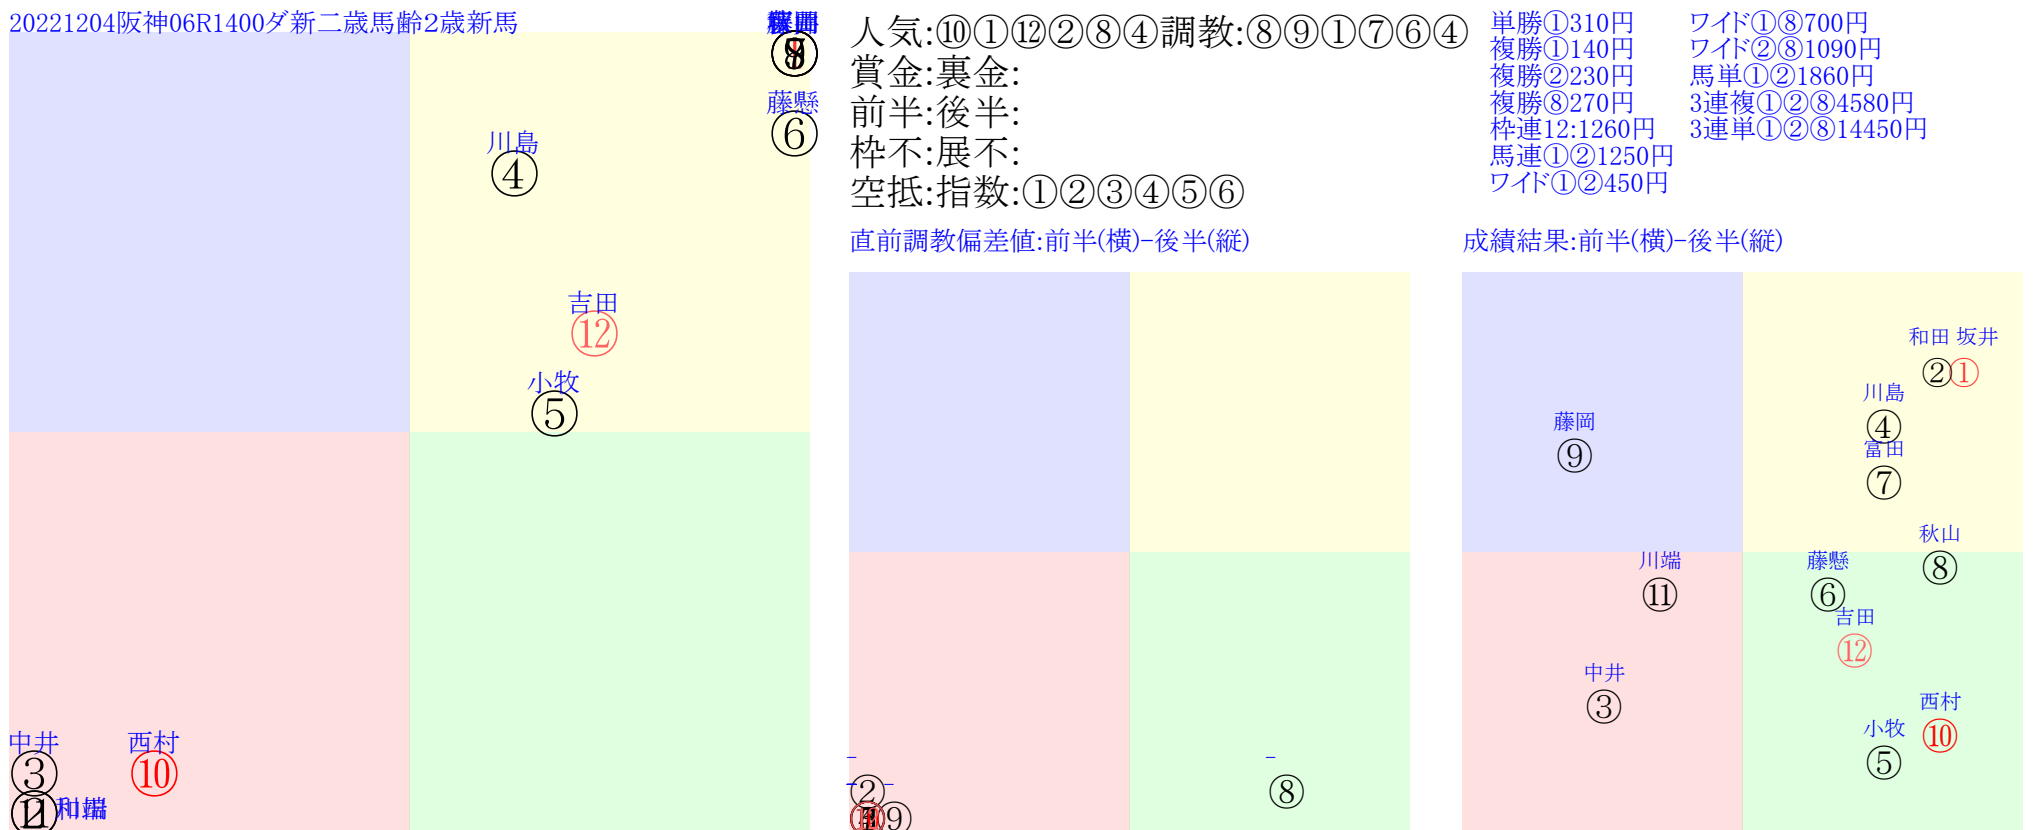 20221204阪神06R1400ダ新二歳馬齢2歳新馬
藤懸
⑥
川島
④
吉田
⑫
小牧
⑤
中井
③
西村
⑩
人気:⑩①⑫②⑧④調教:⑧⑨①⑦⑥④
賞金:裏金:
前半:後半:
枠不:展不:
空抵:指数:①②③④⑤⑥
単勝①310円
複勝①140円
複勝②230円
複勝⑧270円
枠連12:1260円
馬連①②1250円
ワイド①②450円
ワイド①⑧700円
ワイド②⑧1090円
馬単①②1860円
3連複①②⑧4580円
3連単①②⑧14450円
直前調教偏差値:前半(横)-後半(縦)
-
②
-
⑧
-
⑨
成績結果:前半(横)-後半(縦)
和田 坂井
②①
川島
④
藤岡
⑨
富田
⑦
秋山
⑧
川端
⑪
藤懸
⑥
吉田
⑫
中井
③
西村
⑩
小牧
⑤